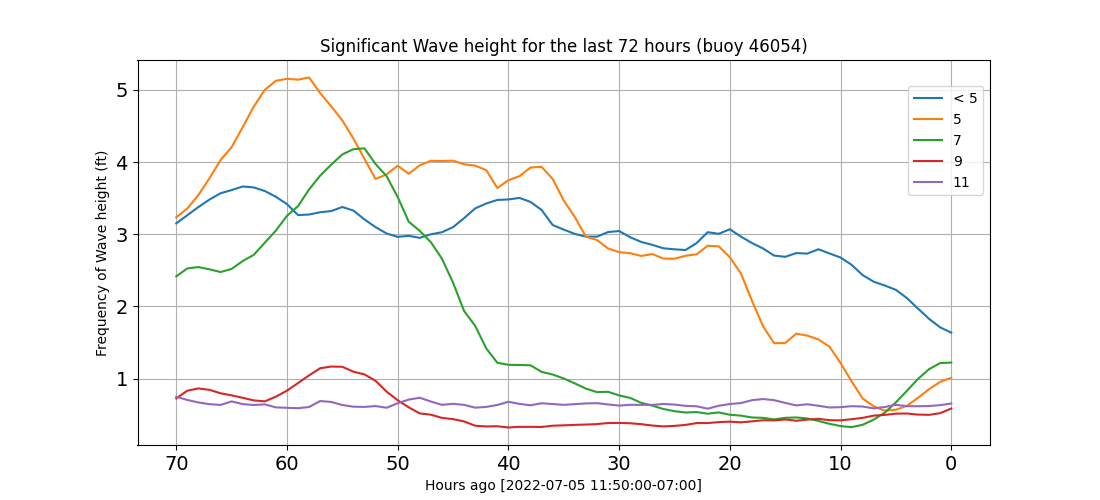 Significant Wave height for the last 72 hours (buoy 46054)
Frequency of Wave height (ft)
5
4
3
2
1
< 5
5
7
9
11
70 60 50 40 30 20 10 0
Hours ago [2022-07-05 11:50:00-07:00]